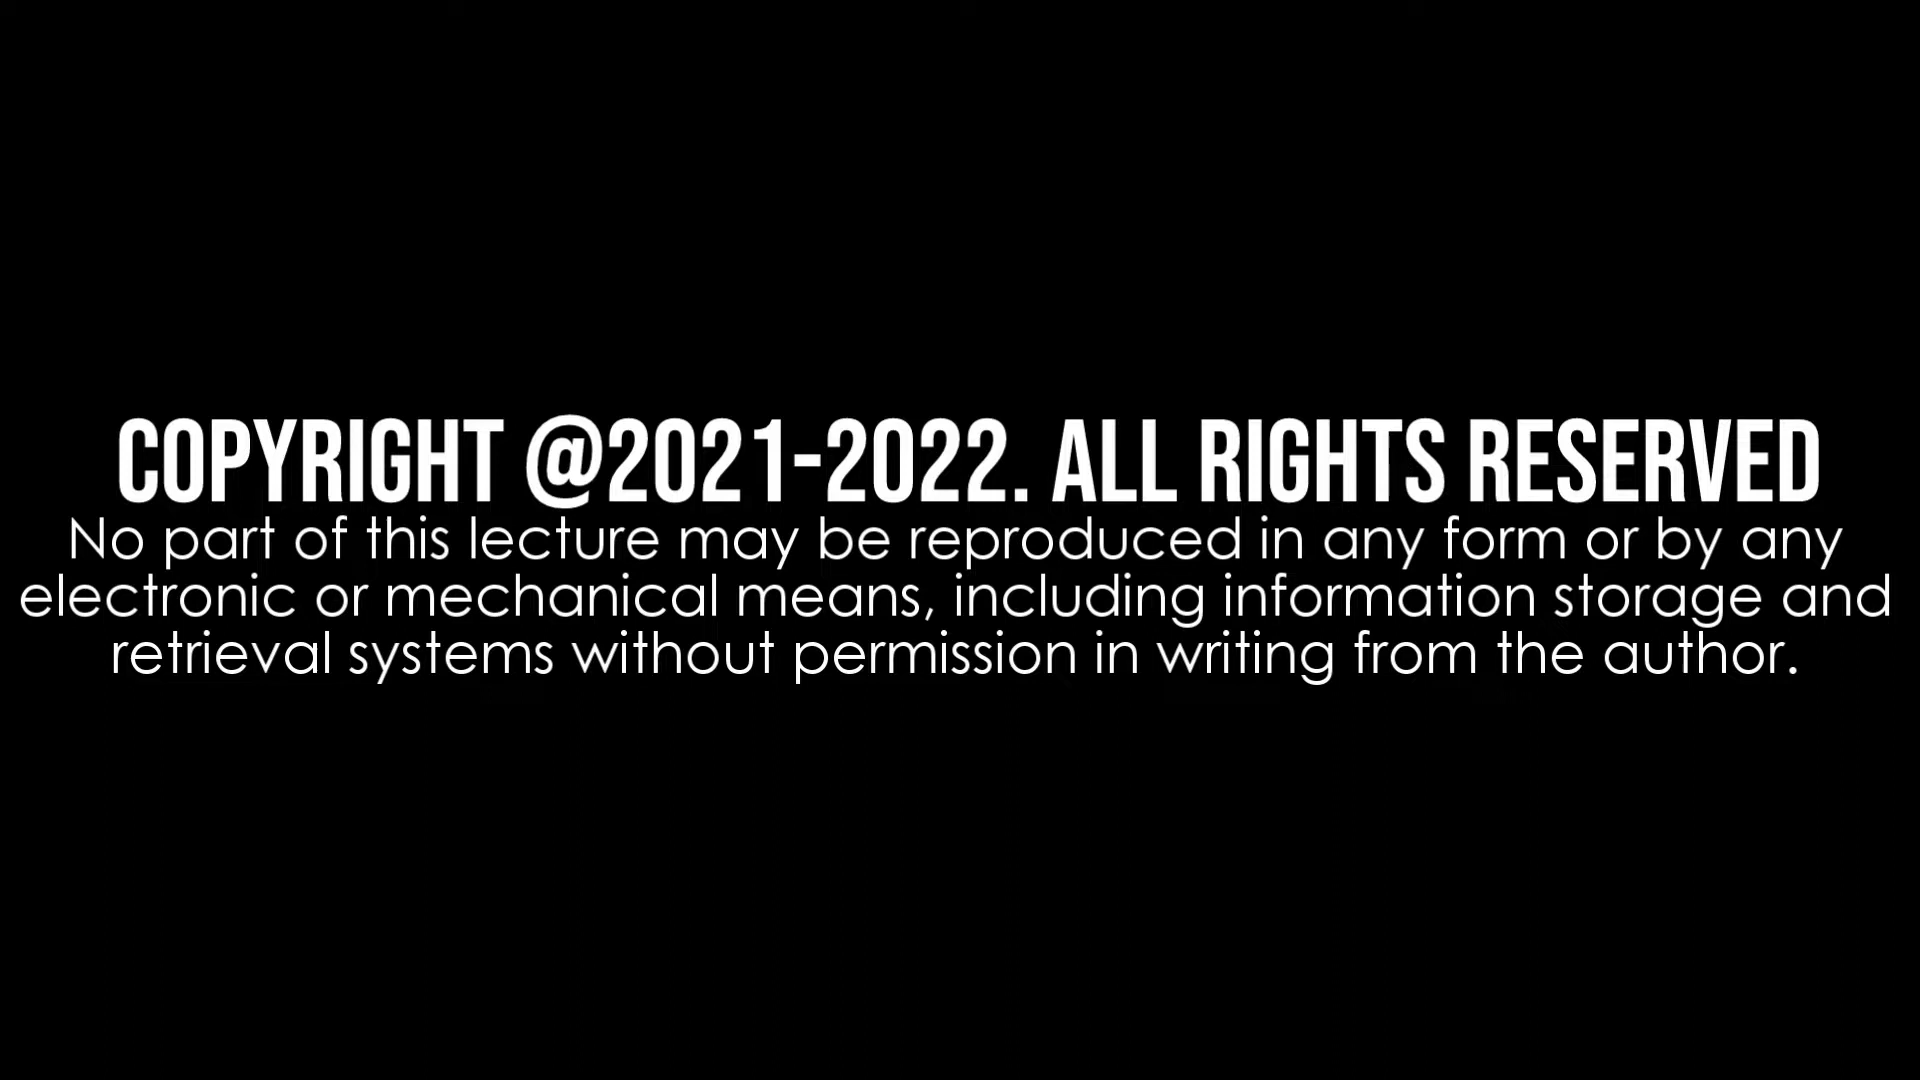 COPYRIGHT @2021-2022. ALL RIGHTS RESERVED
No part of this lecture may be reproduced in any form or by any
electronic or mechanical means, including information storage and
retrieval systems without permission in writing from the author.